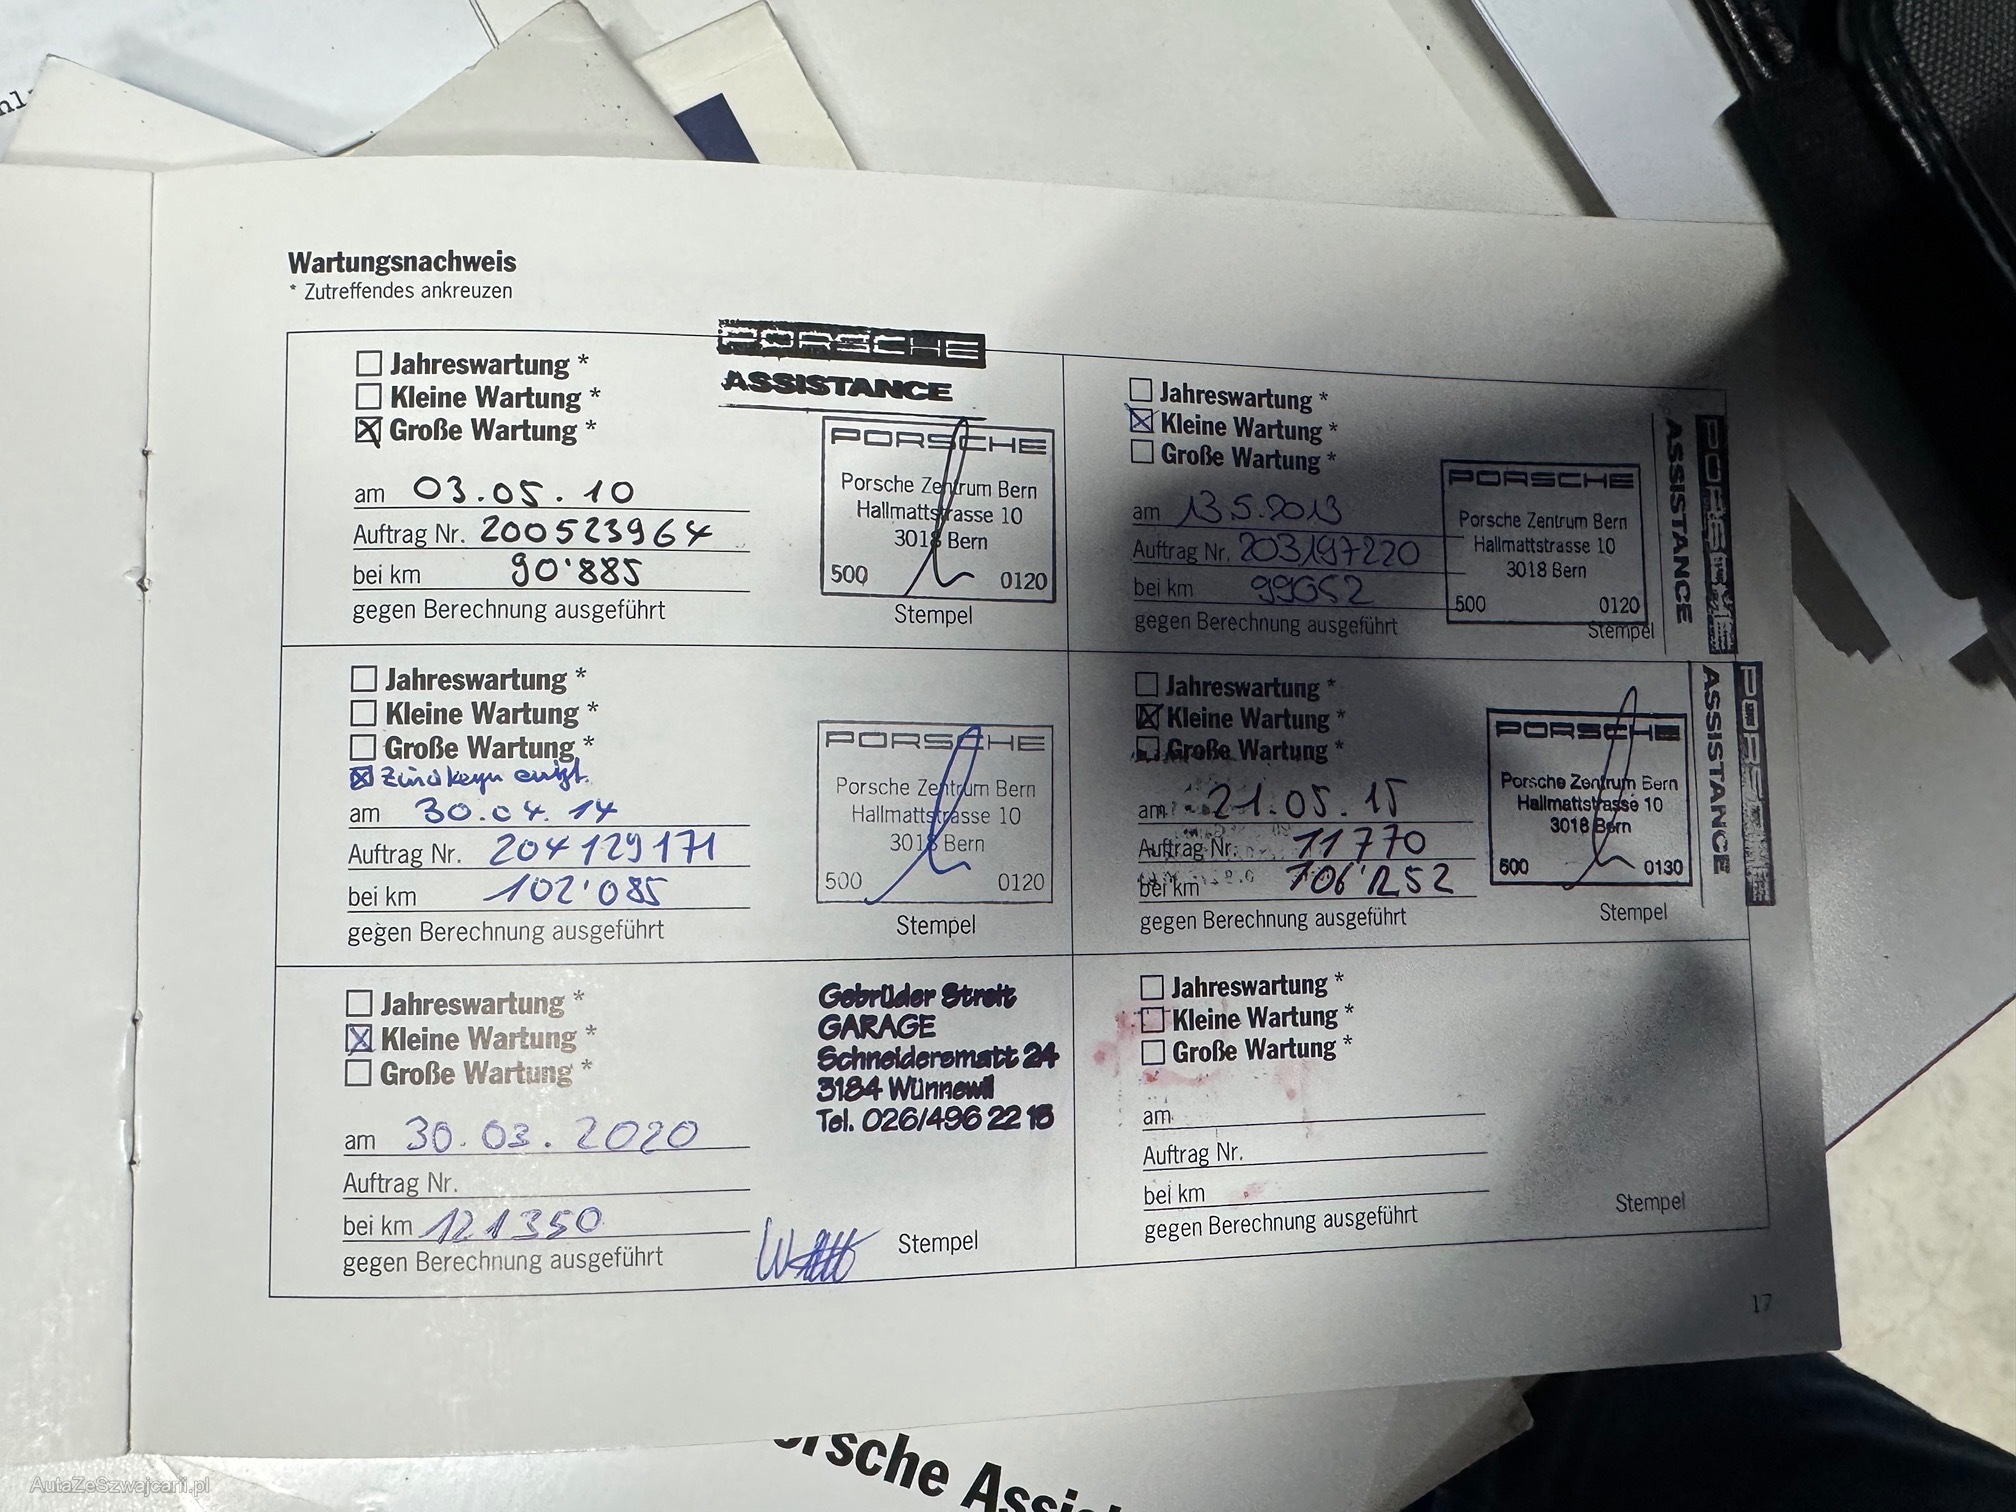 Wartungsnachweis
* Zutreffendes ankreuzen
PORSCHE
ASSISTANCE
Jahreswartung *
Kleine Wartung *
Große Wartung *
am 03.05.10
Auftrag Nr. 200523964
bei km 90'885
gegen Berechnung ausgeführt
PORSCHE
Porsche Zentrum Bern
Hallmattstrasse 10
3018 Bern
500 0120
Stempel
Jahreswartung *
Kleine Wartung *
Große Wartung *
am 13.5.2013
Auftrag Nr. 203197220
bei km
gegen Berechnung ausgeführt
PORSCHE
Porsche Zentrum Bern
Hallmattstrasse 10
3018 Bern
500 0120
Stempel
PORSCHE
ASSISTANCE
Jahreswartung *
Kleine Wartung *
Große Wartung *
am 30.04.14
Auftrag Nr. 204129171
bei km 102'085
gegen Berechnung ausgeführt
PORSCHE
Porsche Zentrum Bern
Hallmattstrasse 10
3018 Bern
500 0120
Stempel
Jahreswartung *
Kleine Wartung *
Große Wartung *
am 21.05.15
Auftrag Nr. 11770
bei km
gegen Berechnung ausgeführt
PORSCHE
Porsche Zentrum Bern
Hallmattstrasse 10
3018 Bern
500 0130
Stempel
ASSISTANCE
Jahreswartung *
Kleine Wartung *
Große Wartung *
am 30.03.2020
Auftrag Nr.
bei km 121350
gegen Berechnung ausgeführt
Gebrüder Streit
GARAGE
Schneidersmatt 24
3184 Wünnewil
Tel. 026/496 22 18
Stempel
Jahreswartung *
Kleine Wartung *
Große Wartung *
am
Auftrag Nr.
bei km
gegen Berechnung ausgeführt
Stempel
17
AutaZeSzwajcarii.pl